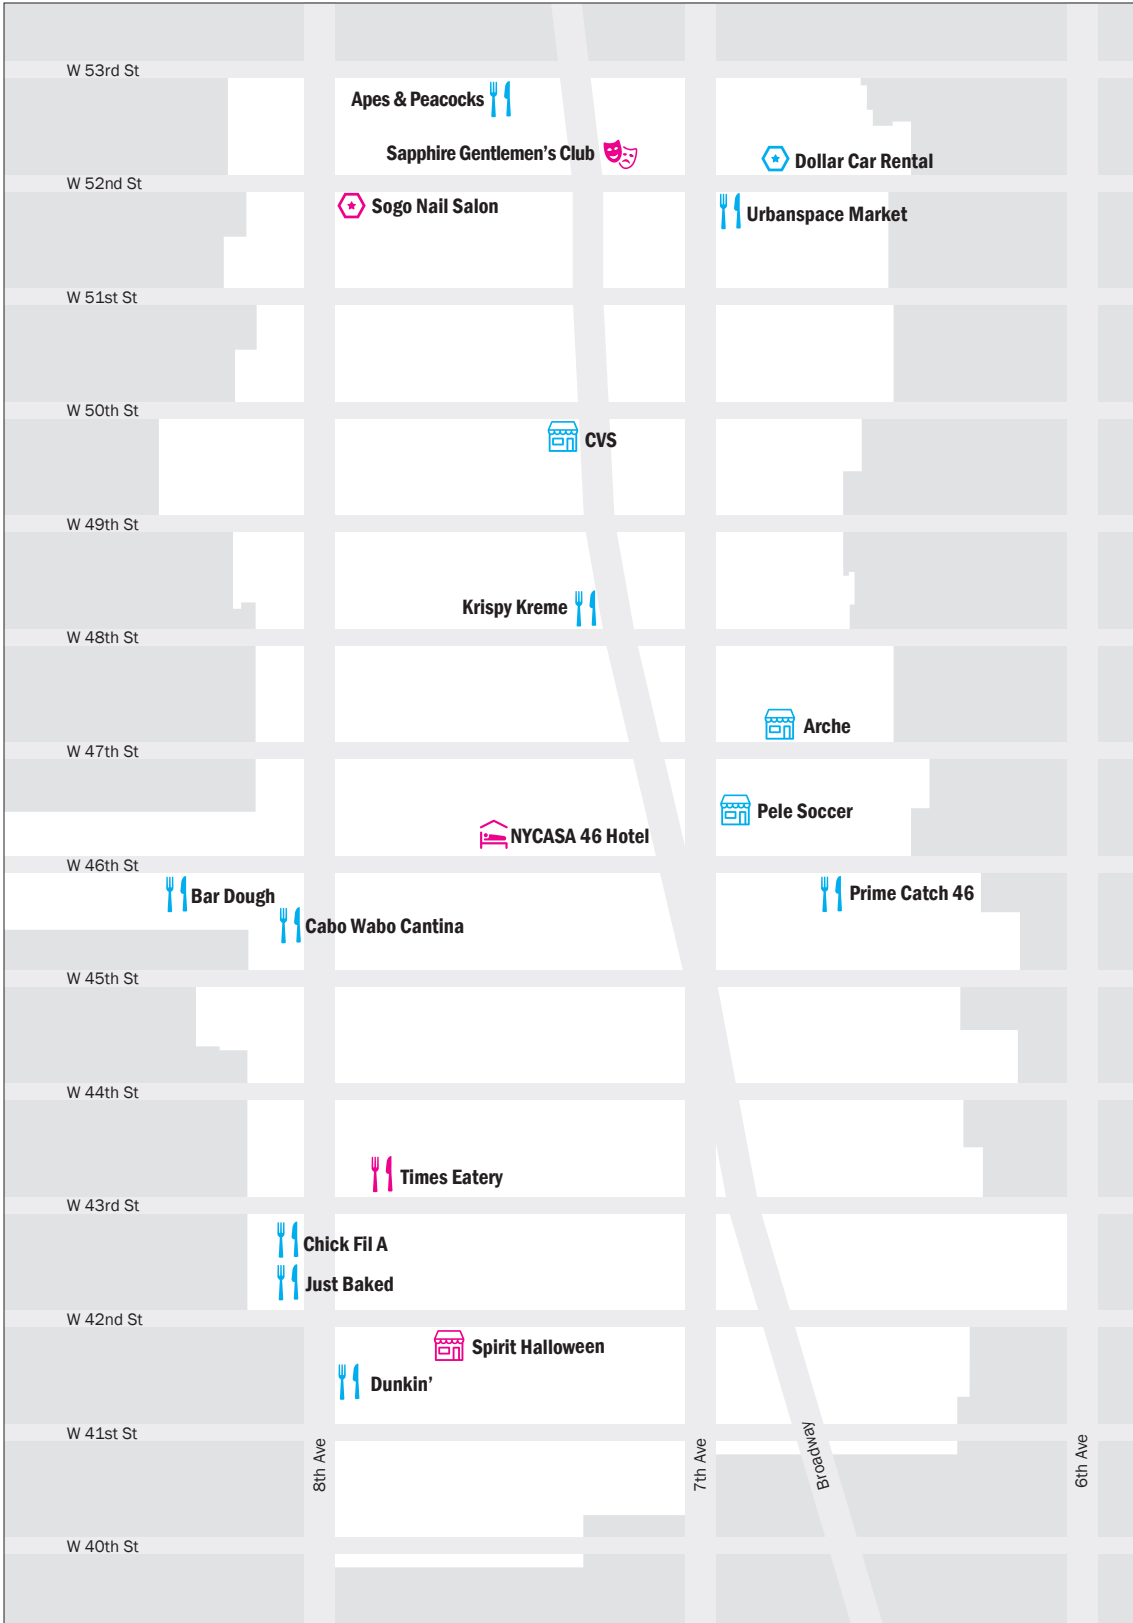 W 53rd St
Apes & Peacocks
Sapphire Gentlemen's Club
Dollar Car Rental
W 52nd St
Sogo Nail Salon
Urbanspace Market
W 51st St
W 50th St
CVS
W 49th St
Krispy Kreme
W 48th St
Arche
W 47th St
Pele Soccer
NYCASA 46 Hotel
W 46th St
Bar Dough
Prime Catch 46
Cabo Wabo Cantina
W 45th St
W 44th St
Times Eatery
W 43rd St
Chick Fil A
Just Baked
W 42nd St
Spirit Halloween
Dunkin'
W 41st St
8th Ave
7th Ave
Broadway
6th Ave
W 40th St